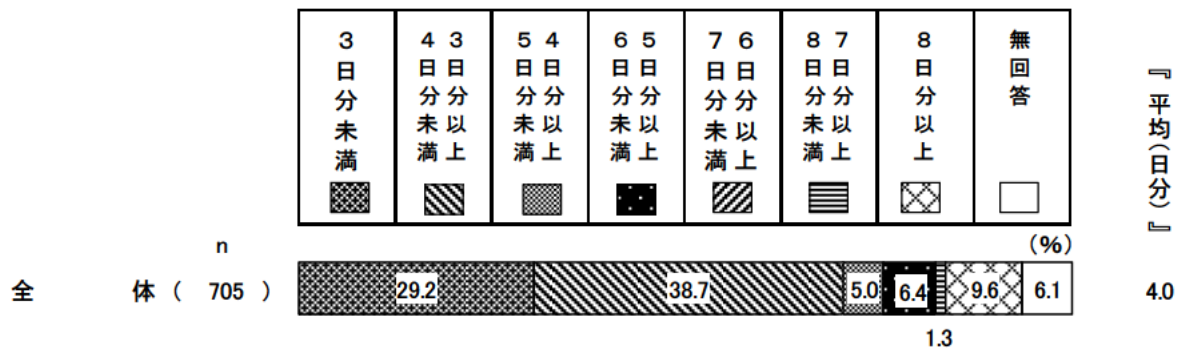 ３日分未満
３日分以上
４日分未満
４日分以上
５日分未満
５日分以上
６日分未満
６日分以上
７日分未満
７日分以上
８日分未満
８日分以上
無回答
『平均(日分)』
n
(%)
全 体 ( 705 )
29.2 38.7 5.0 6.4 9.6 6.1 4.0
1.3